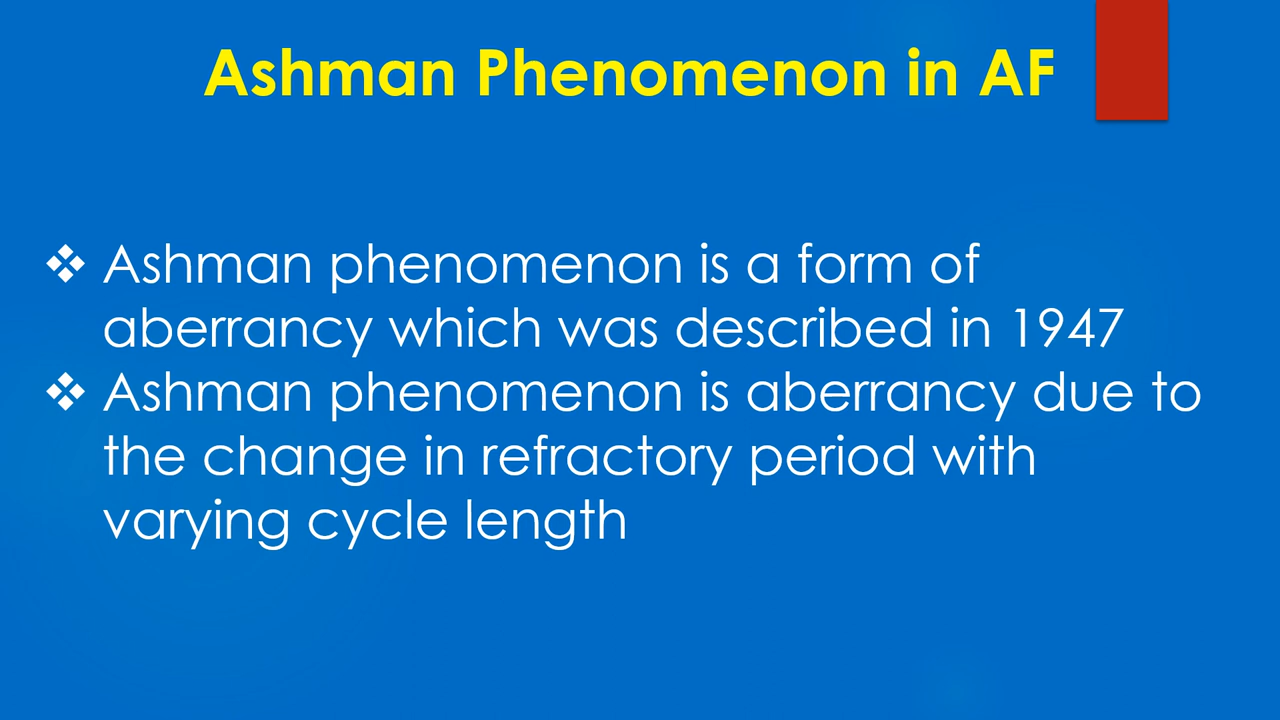 Ashman Phenomenon in AF
❖ Ashman phenomenon is a form of
aberrancy which was described in 1947
❖ Ashman phenomenon is aberrancy due to
the change in refractory period with
varying cycle length